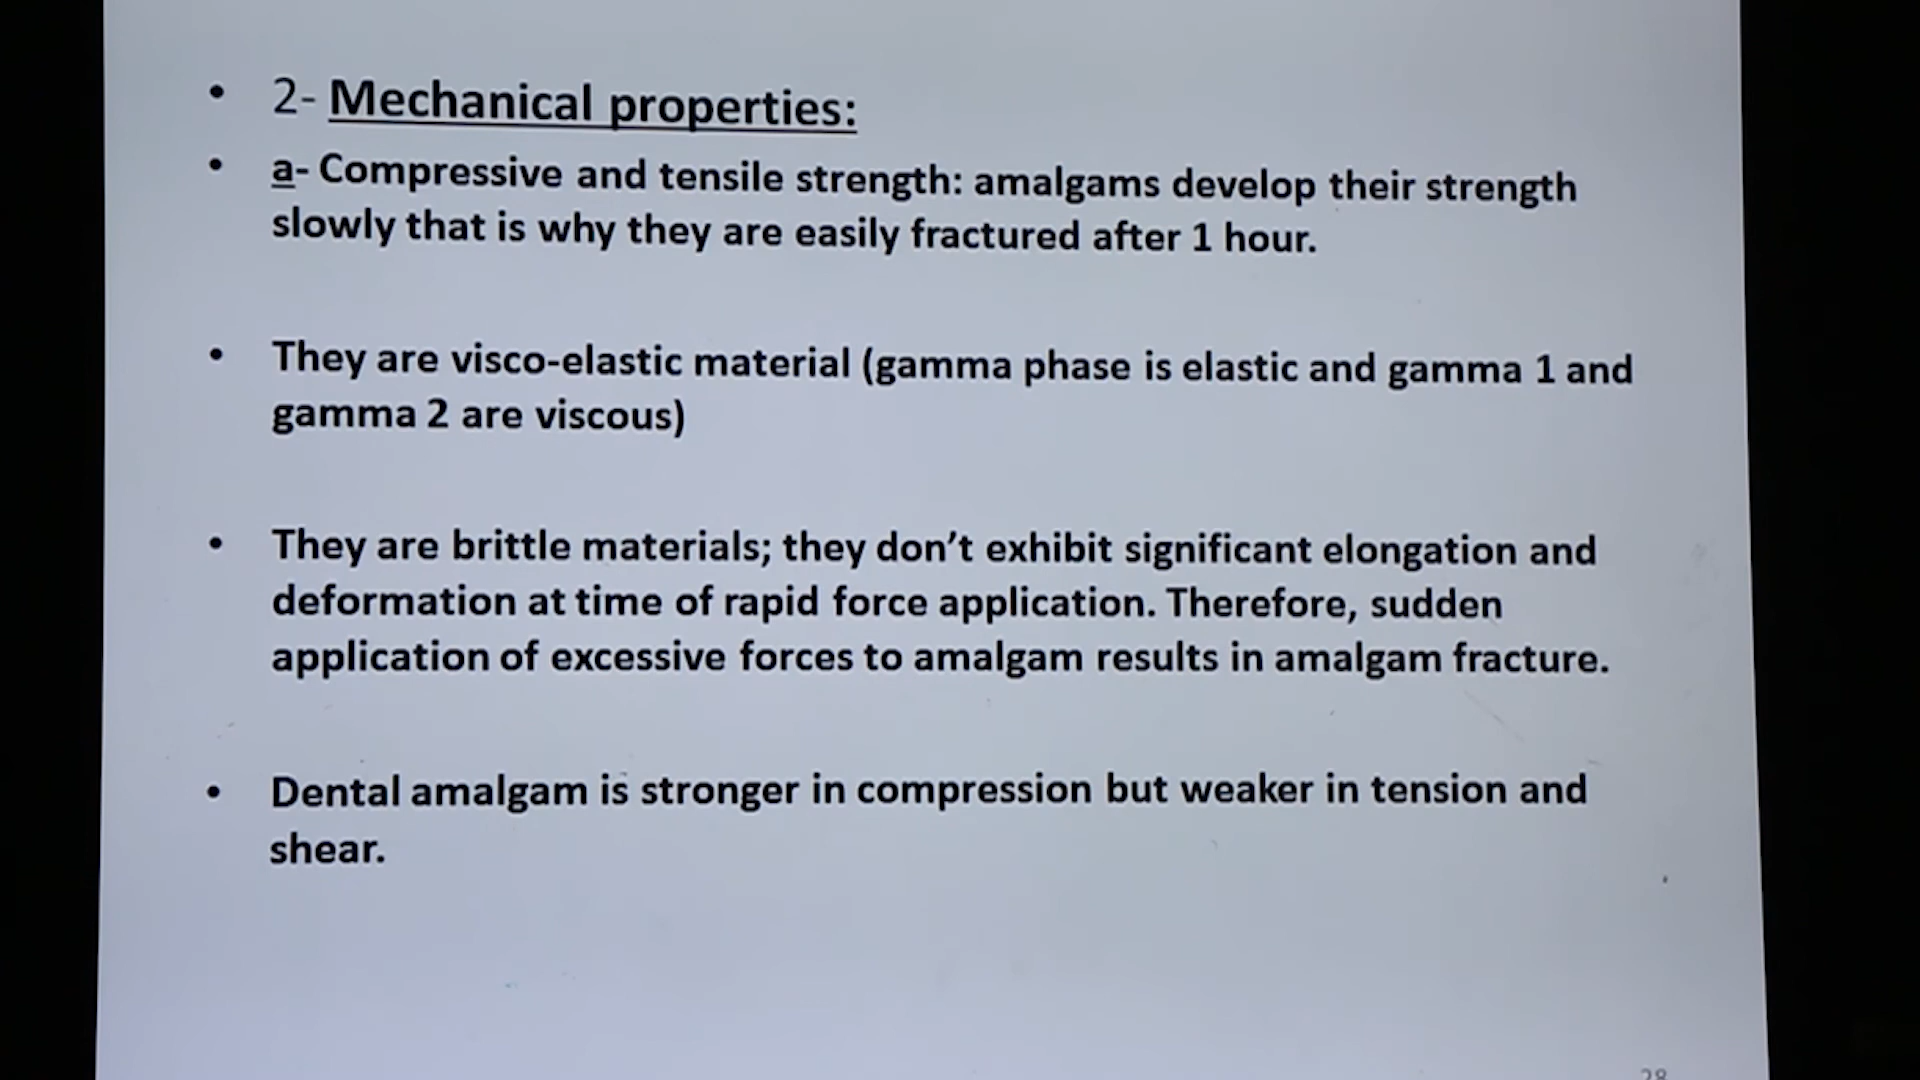 • 2- Mechanical properties:
• a- Compressive and tensile strength: amalgams develop their strength
slowly that is why they are easily fractured after 1 hour.
• They are visco-elastic material (gamma phase is elastic and gamma 1 and
gamma 2 are viscous)
• They are brittle materials; they don’t exhibit significant elongation and
deformation at time of rapid force application. Therefore, sudden
application of excessive forces to amalgam results in amalgam fracture.
• Dental amalgam is stronger in compression but weaker in tension and
shear.